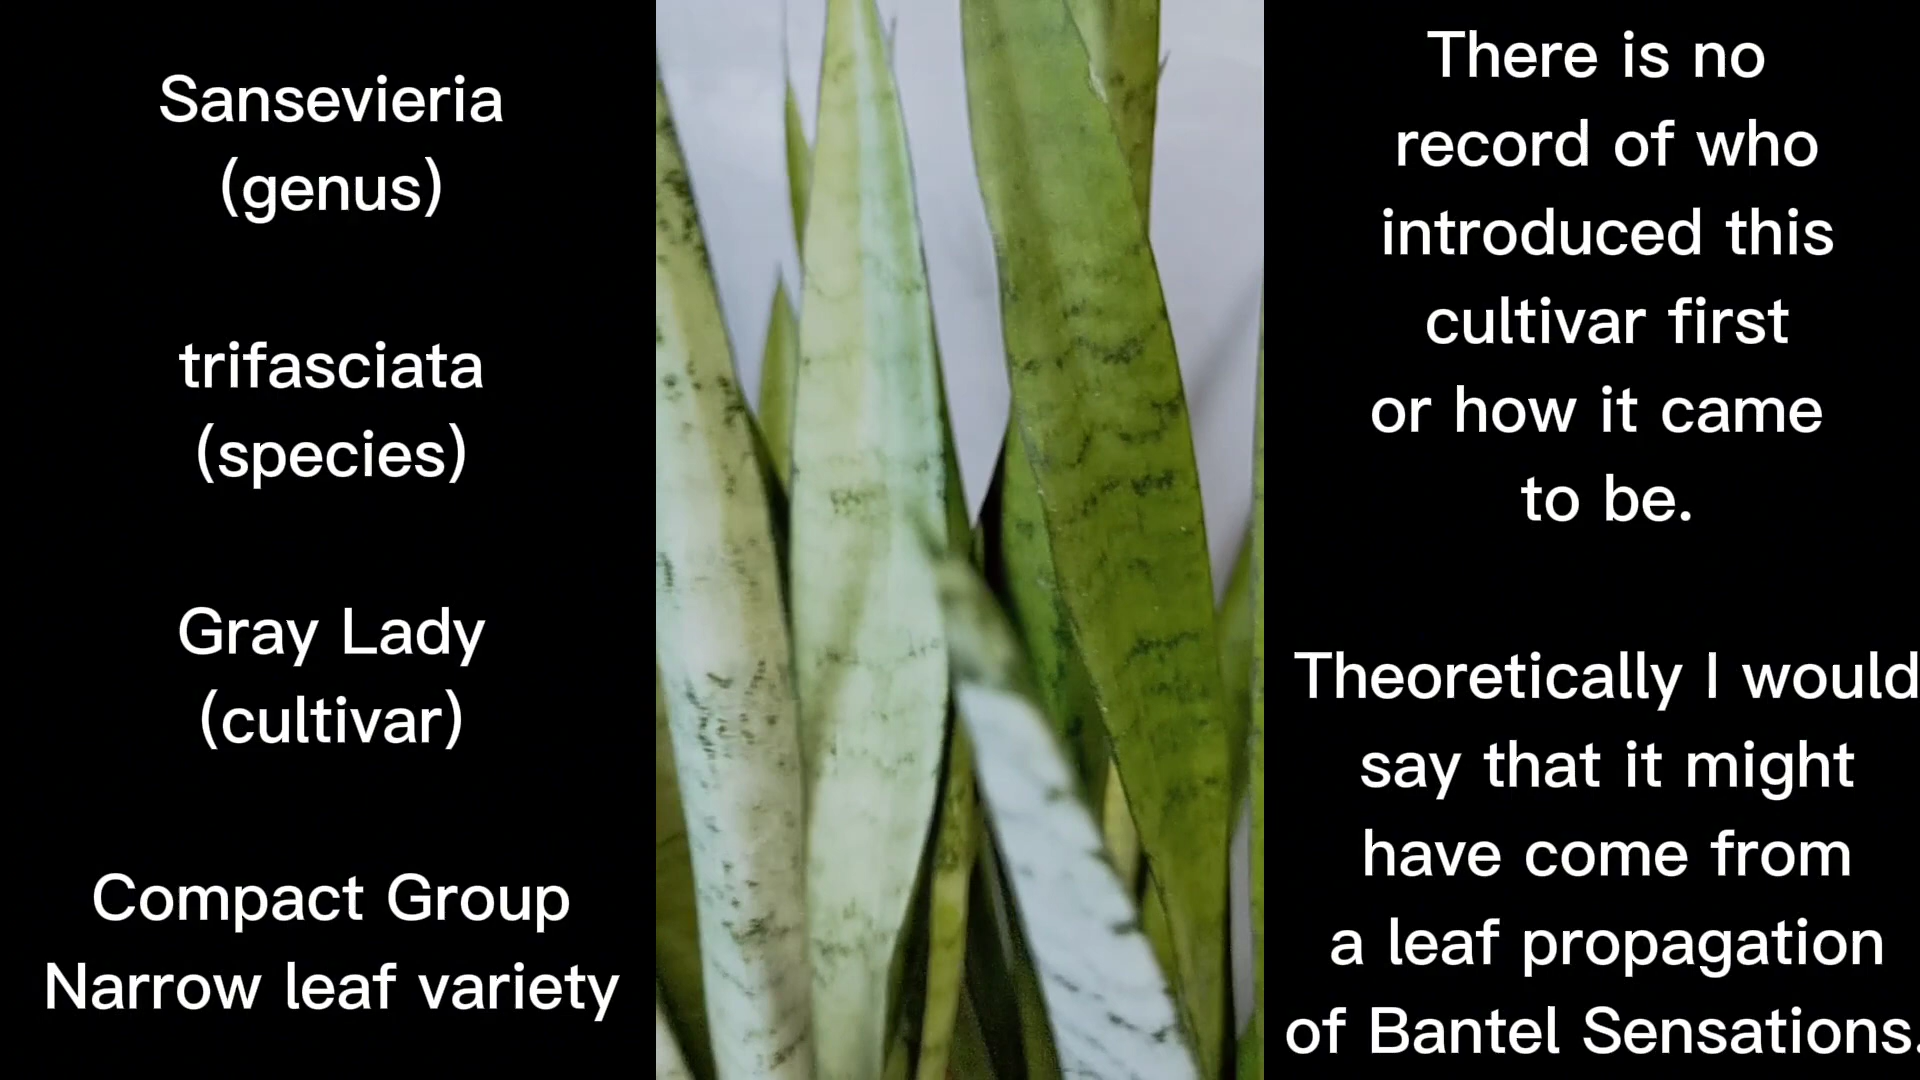 Sansevieria
(genus)
trifasciata
(species)
Gray Lady
(cultivar)
Compact Group
Narrow leaf variety
There is no
record of who
introduced this
cultivar first
or how it came
to be.
Theoretically I would
say that it might
have come from
a leaf propagation
of Bantel Sensations.